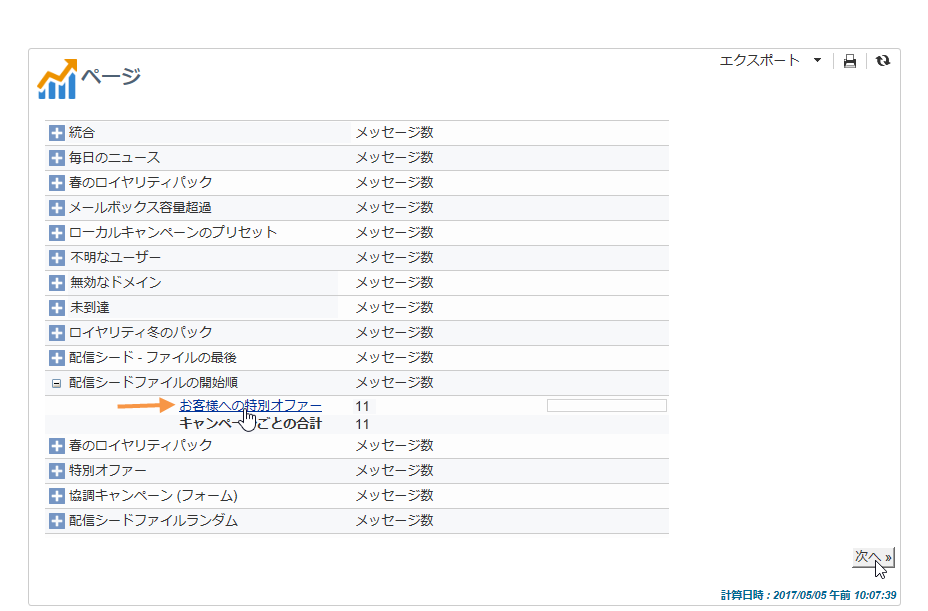 エクスポート
ページ
統合 メッセージ数
毎日のニュース メッセージ数
春のロイヤリティパック メッセージ数
メールボックス容量超過 メッセージ数
ローカルキャンペーンのプリセット メッセージ数
不明なユーザー メッセージ数
無効なドメイン メッセージ数
未到達 メッセージ数
ロイヤリティ冬のパック メッセージ数
配信シード - ファイルの最後 メッセージ数
配信シードファイルの開始順 メッセージ数
お客様への特別オファー 11
キャンペーンごとの合計 11
春のロイヤリティパック メッセージ数
特別オファー メッセージ数
協調キャンペーン (フォーム) メッセージ数
配信シードファイルランダム メッセージ数
次へ »
計算日時 : 2017/05/05 午前 10:07:39